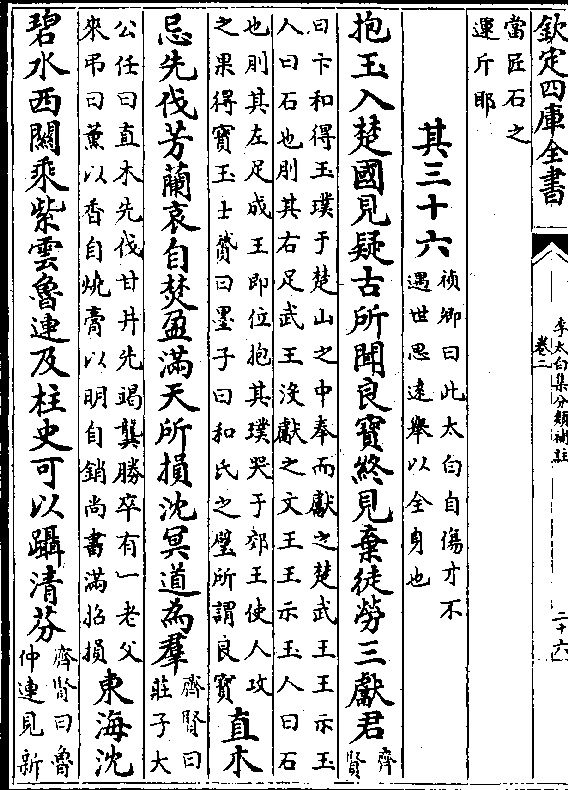 欽定四庫全書
李太白集分類補註
卷二
二十六
當匠石之
運斤耶
其三十六
禎卿曰此太白自傷才不
遇世思遠舉以全身也
抱玉入楚國見疑古所聞良寶終見棄徒勞三獻君
齊
賢
曰卞和得玉璞于楚山之中奉而獻之楚武王王示玉
人曰石也刖其右足武王沒獻之文王王示玉人曰石
也刖其左足成王即位抱其璞哭于郊王使人攻
之果得寶玉士贇曰墨子曰和氏之璧所謂良寶
直木
忌先伐芳蘭哀自焚盈滿天所損沈冥道為羣
齊賢曰
莊子大
公任曰直木先伐甘井先竭龔勝卒有一老父
來弔曰薰以香自燒膏以明自銷尚書滿招損
東海沈
碧水西關乘紫雲魯連及柱史可以躡清芬
齊賢曰魯
仲連見新